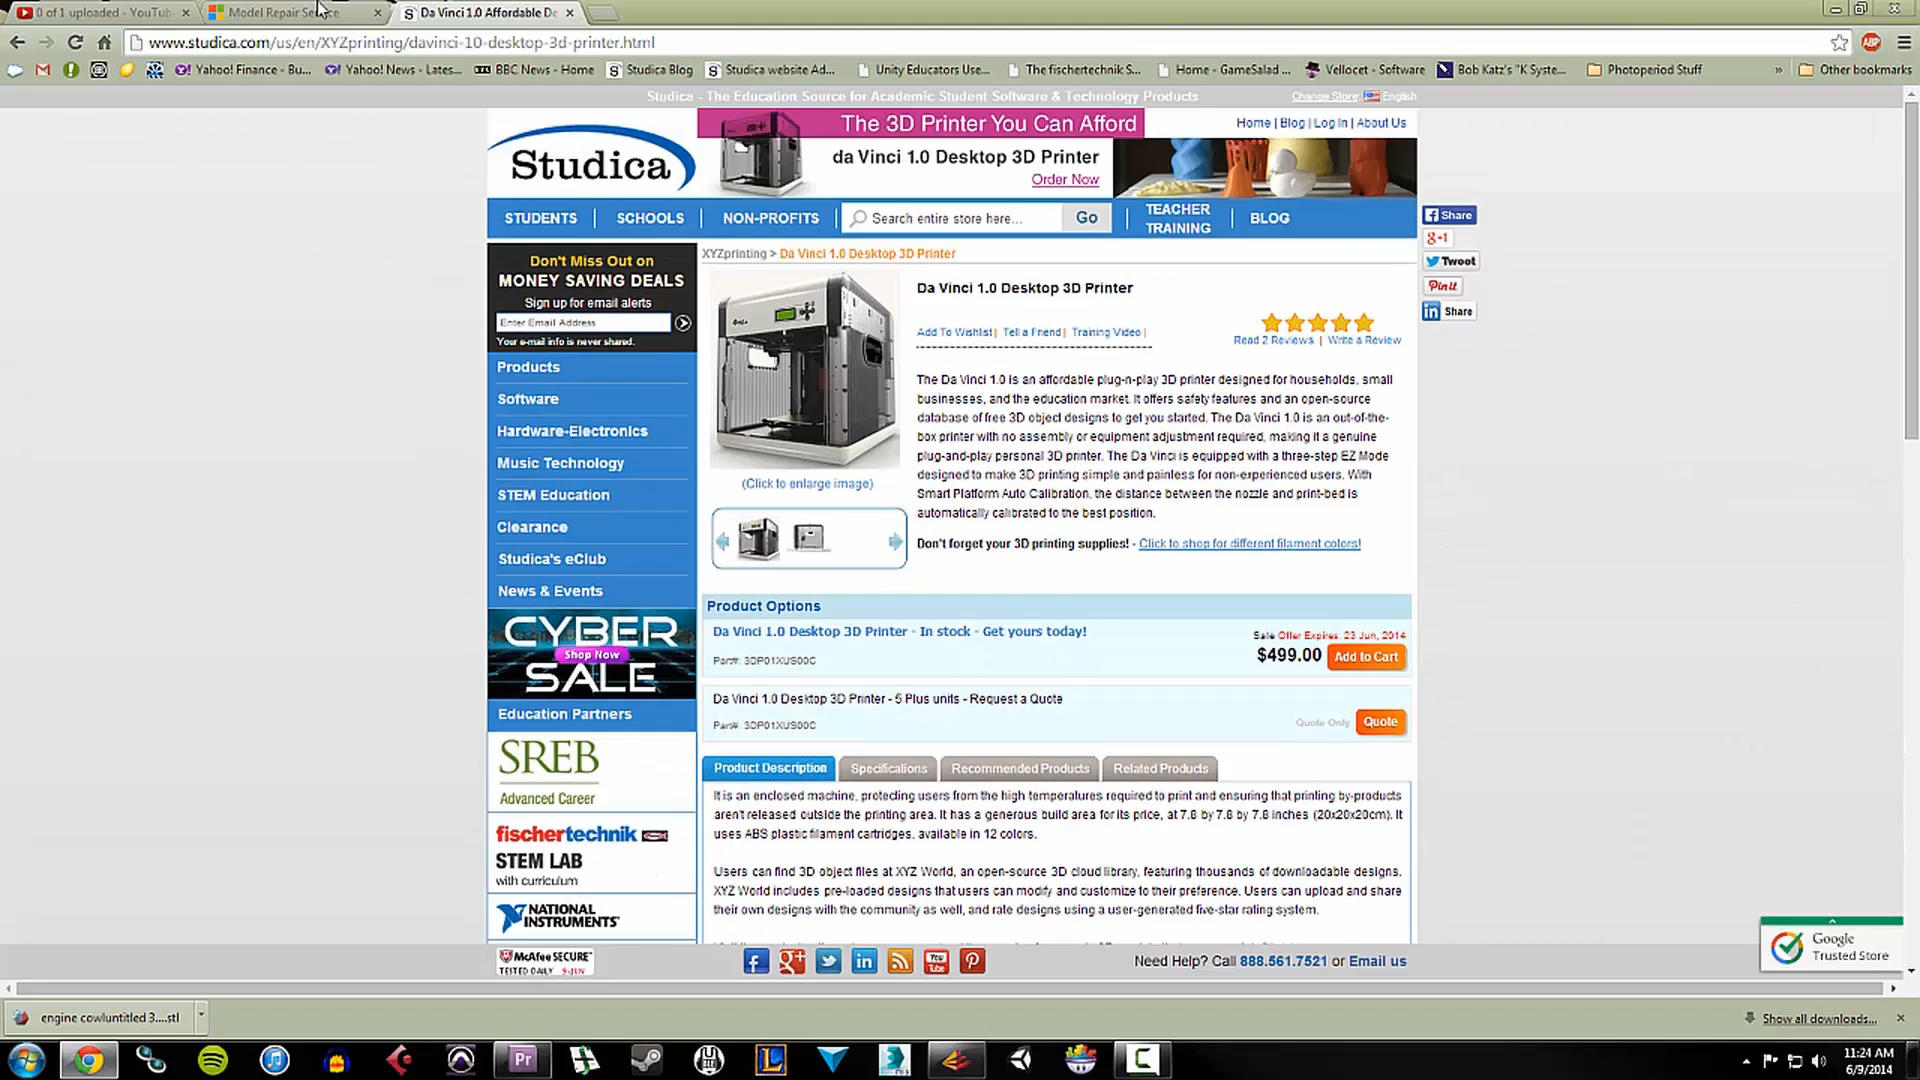 0 of 1 uploaded - YouTub
Model Repair Se
Da Vinci 1.0 Affordable De
www.studica.com/us/en/XYZprinting/davinci-10-desktop-3d-printer.html
Yahoo! Finance - Bu...
Yahoo! News - Lates...
BBC News - Home
Studica Blog
Studica website Ad...
Unity Educators Use...
The fischertechnik S...
Home - GameSalad ...
Vellocet - Software
Bob Katz's "K Syste...
Photoperiod Stuff
» Other bookmarks
Studica - The Education Source for Academic Student Software & Technology Products
Change Store: English
Studica
The 3D Printer You Can Afford
da Vinci 1.0 Desktop 3D Printer
Order Now
Home | Blog | Log In | About Us
STUDENTS
SCHOOLS
NON-PROFITS
Search entire store here...
Go
TEACHER
TRAINING
BLOG
Share
g+1
Tweet
Pinit
Share
Don't Miss Out on
MONEY SAVING DEALS
Sign up for email alerts
Enter Email Address
Your e-mail info is never shared.
Products
Software
Hardware-Electronics
Music Technology
STEM Education
Clearance
Studica's eClub
News & Events
CYBER
Shop Now
SALE
Education Partners
SREB
Advanced Career
fischertechnik
STEM LAB
with curriculum
NATIONAL
INSTRUMENTS
XYZprinting > Da Vinci 1.0 Desktop 3D Printer
(Click to enlarge image)
Da Vinci 1.0 Desktop 3D Printer
Add To Wishlist | Tell a Friend | Training Video |
Read 2 Reviews | Write a Review
The Da Vinci 1.0 is an affordable plug-n-play 3D printer designed for households, small
businesses, and the education market. It offers safety features and an open-source
database of free 3D object designs to get you started. The Da Vinci 1.0 is an out-of-the-
box printer with no assembly or equipment adjustment required, making it a genuine
plug-and-play personal 3D printer. The Da Vinci is equipped with a three-step EZ Mode
designed to make 3D printing simple and painless for non-experienced users. With
Smart Platform Auto Calibration, the distance between the nozzle and print-bed is
automatically calibrated to the best position.
Don't forget your 3D printing supplies! - Click to shop for different filament colors!
Product Options
Da Vinci 1.0 Desktop 3D Printer - In stock - Get yours today!
Part#: 3DP01XUS00C
Sale Offer Expires: 23 Jun, 2014
$499.00 Add to Cart
Da Vinci 1.0 Desktop 3D Printer - 5 Plus units - Request a Quote
Part#: 3DP01XUS00C
Quote Only Quote
Product Description
Specifications
Recommended Products
Related Products
It is an enclosed machine, protecting users from the high temperatures required to print and ensuring that printing by-products
aren't released outside the printing area. It has a generous build area for its price, at 7.8 by 7.8 by 7.8 inches (20x20x20cm). It
uses ABS plastic filament cartridges, available in 12 colors.
Users can find 3D object files at XYZ World, an open-source 3D cloud library, featuring thousands of downloadable designs.
XYZ World includes pre-loaded designs that users can modify and customize to their preference. Users can upload and share
their own designs with the community as well, and rate designs using a user-generated five-star rating system.
McAfee SECURE
TESTED DAILY 9-JUN
Need Help? Call 888.561.7521 or Email us
Google
Trusted Store
engine cowluntitled 3....stl
Show all downloads...
11:24 AM
6/9/2014